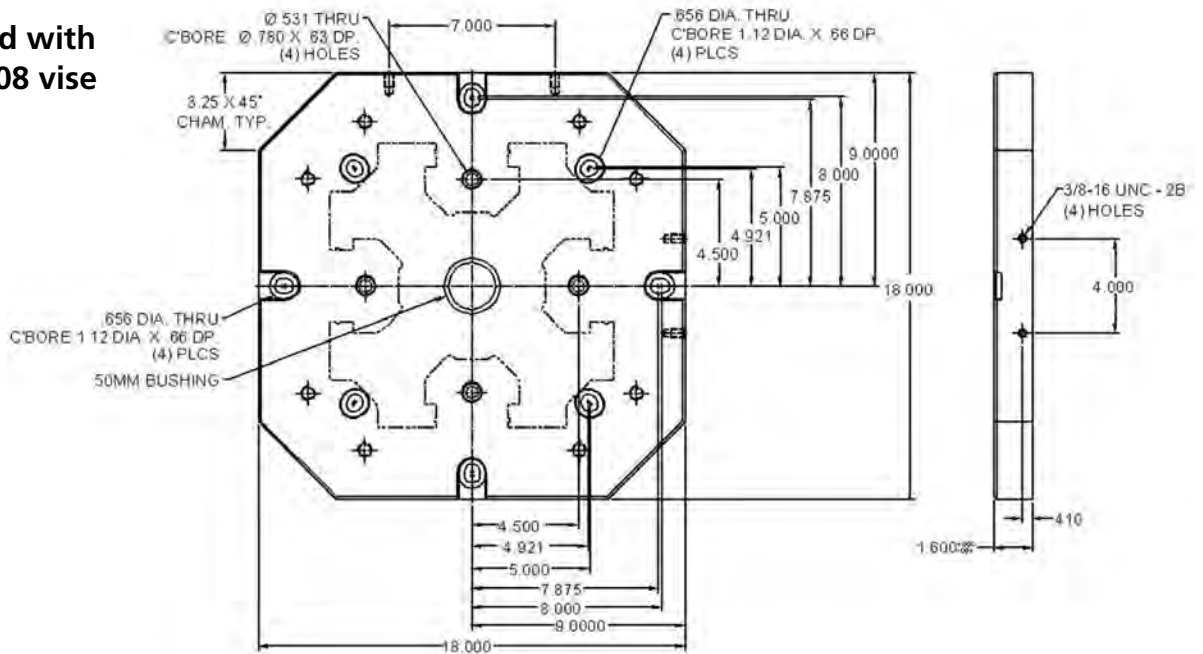 d with
08 vise
Ø 531 THRU
C'BORE Ø 780 X 63 DP.
(4) HOLES
7.000
.656 DIA. THRU
C'BORE 1.12 DIA. X .66 DP.
(4) PLCS
3.25 X 45°
CHAM. TYP.
9.0000
8.000
7.875
5.000
4.921
4.500
18.000
3/8-16 UNC - 2B
(4) HOLES
4.000
.656 DIA. THRU
C'BORE 1 12 DIA X .66 DP.
(4) PLCS
50MM BUSHING
4.500
4.921
5.000
7.875
8.000
9.0000
18.000
.410
1.600